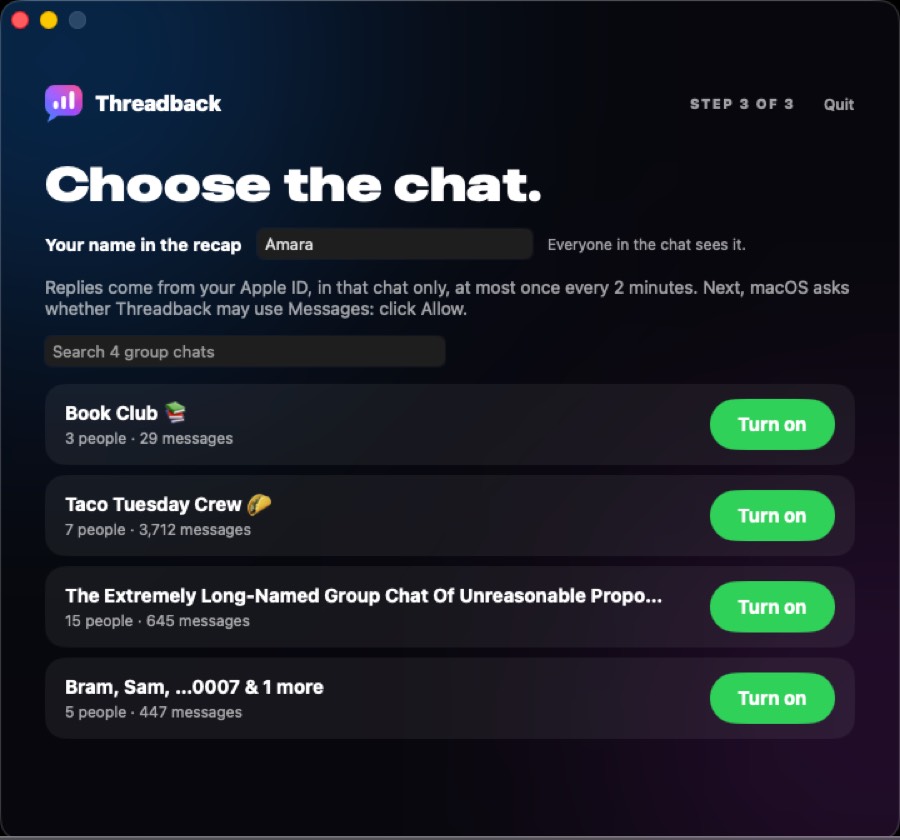 Threadback
STEP 3 OF 3
Quit
Choose the chat.
Your name in the recap
Amara
Everyone in the chat sees it.
Replies come from your Apple ID, in that chat only, at most once every 2 minutes. Next, macOS asks
whether Threadback may use Messages: click Allow.
Search 4 group chats
Book Club 📚
3 people · 29 messages
Turn on
Taco Tuesday Crew 🌮
7 people · 3,712 messages
Turn on
The Extremely Long-Named Group Chat Of Unreasonable Propo...
15 people · 645 messages
Turn on
Bram, Sam, ...0007 & 1 more
5 people · 447 messages
Turn on